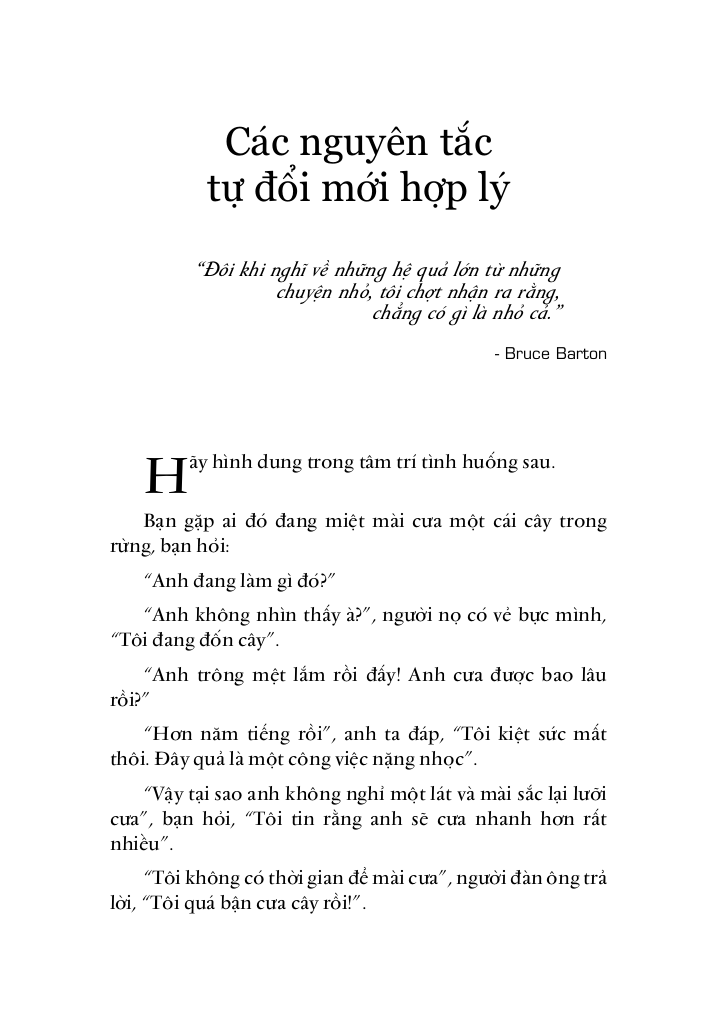 Các nguyên tắc
tự đổi mới hợp lý
“Đôi khi nghĩ về những hệ quả lớn từ những
chuyện nhỏ, tôi chợt nhận ra rằng,
chẳng có gì là nhỏ cả.”
- Bruce Barton
Hãy hình dung trong tâm trí tình huống sau.
Bạn gặp ai đó đang miệt mài cưa một cái cây trong
rừng, bạn hỏi:
“Anh đang làm gì đó?”
“Anh không nhìn thấy à?”, người nọ có vẻ bực mình,
“Tôi đang đốn cây”.
“Anh trông mệt lắm rồi đấy! Anh cưa được bao lâu
rồi?”
“Hơn năm tiếng rồi”, anh ta đáp, “Tôi kiệt sức mất
thôi. Đây quả là một công việc nặng nhọc”.
“Vậy tại sao anh không nghỉ một lát và mài sắc lại lưỡi
cưa”, bạn hỏi, “Tôi tin rằng anh sẽ cưa nhanh hơn rất
nhiều”.
“Tôi không có thời gian để mài cưa”, người đàn ông trả
lời, “Tôi quá bận cưa cây rồi!”.